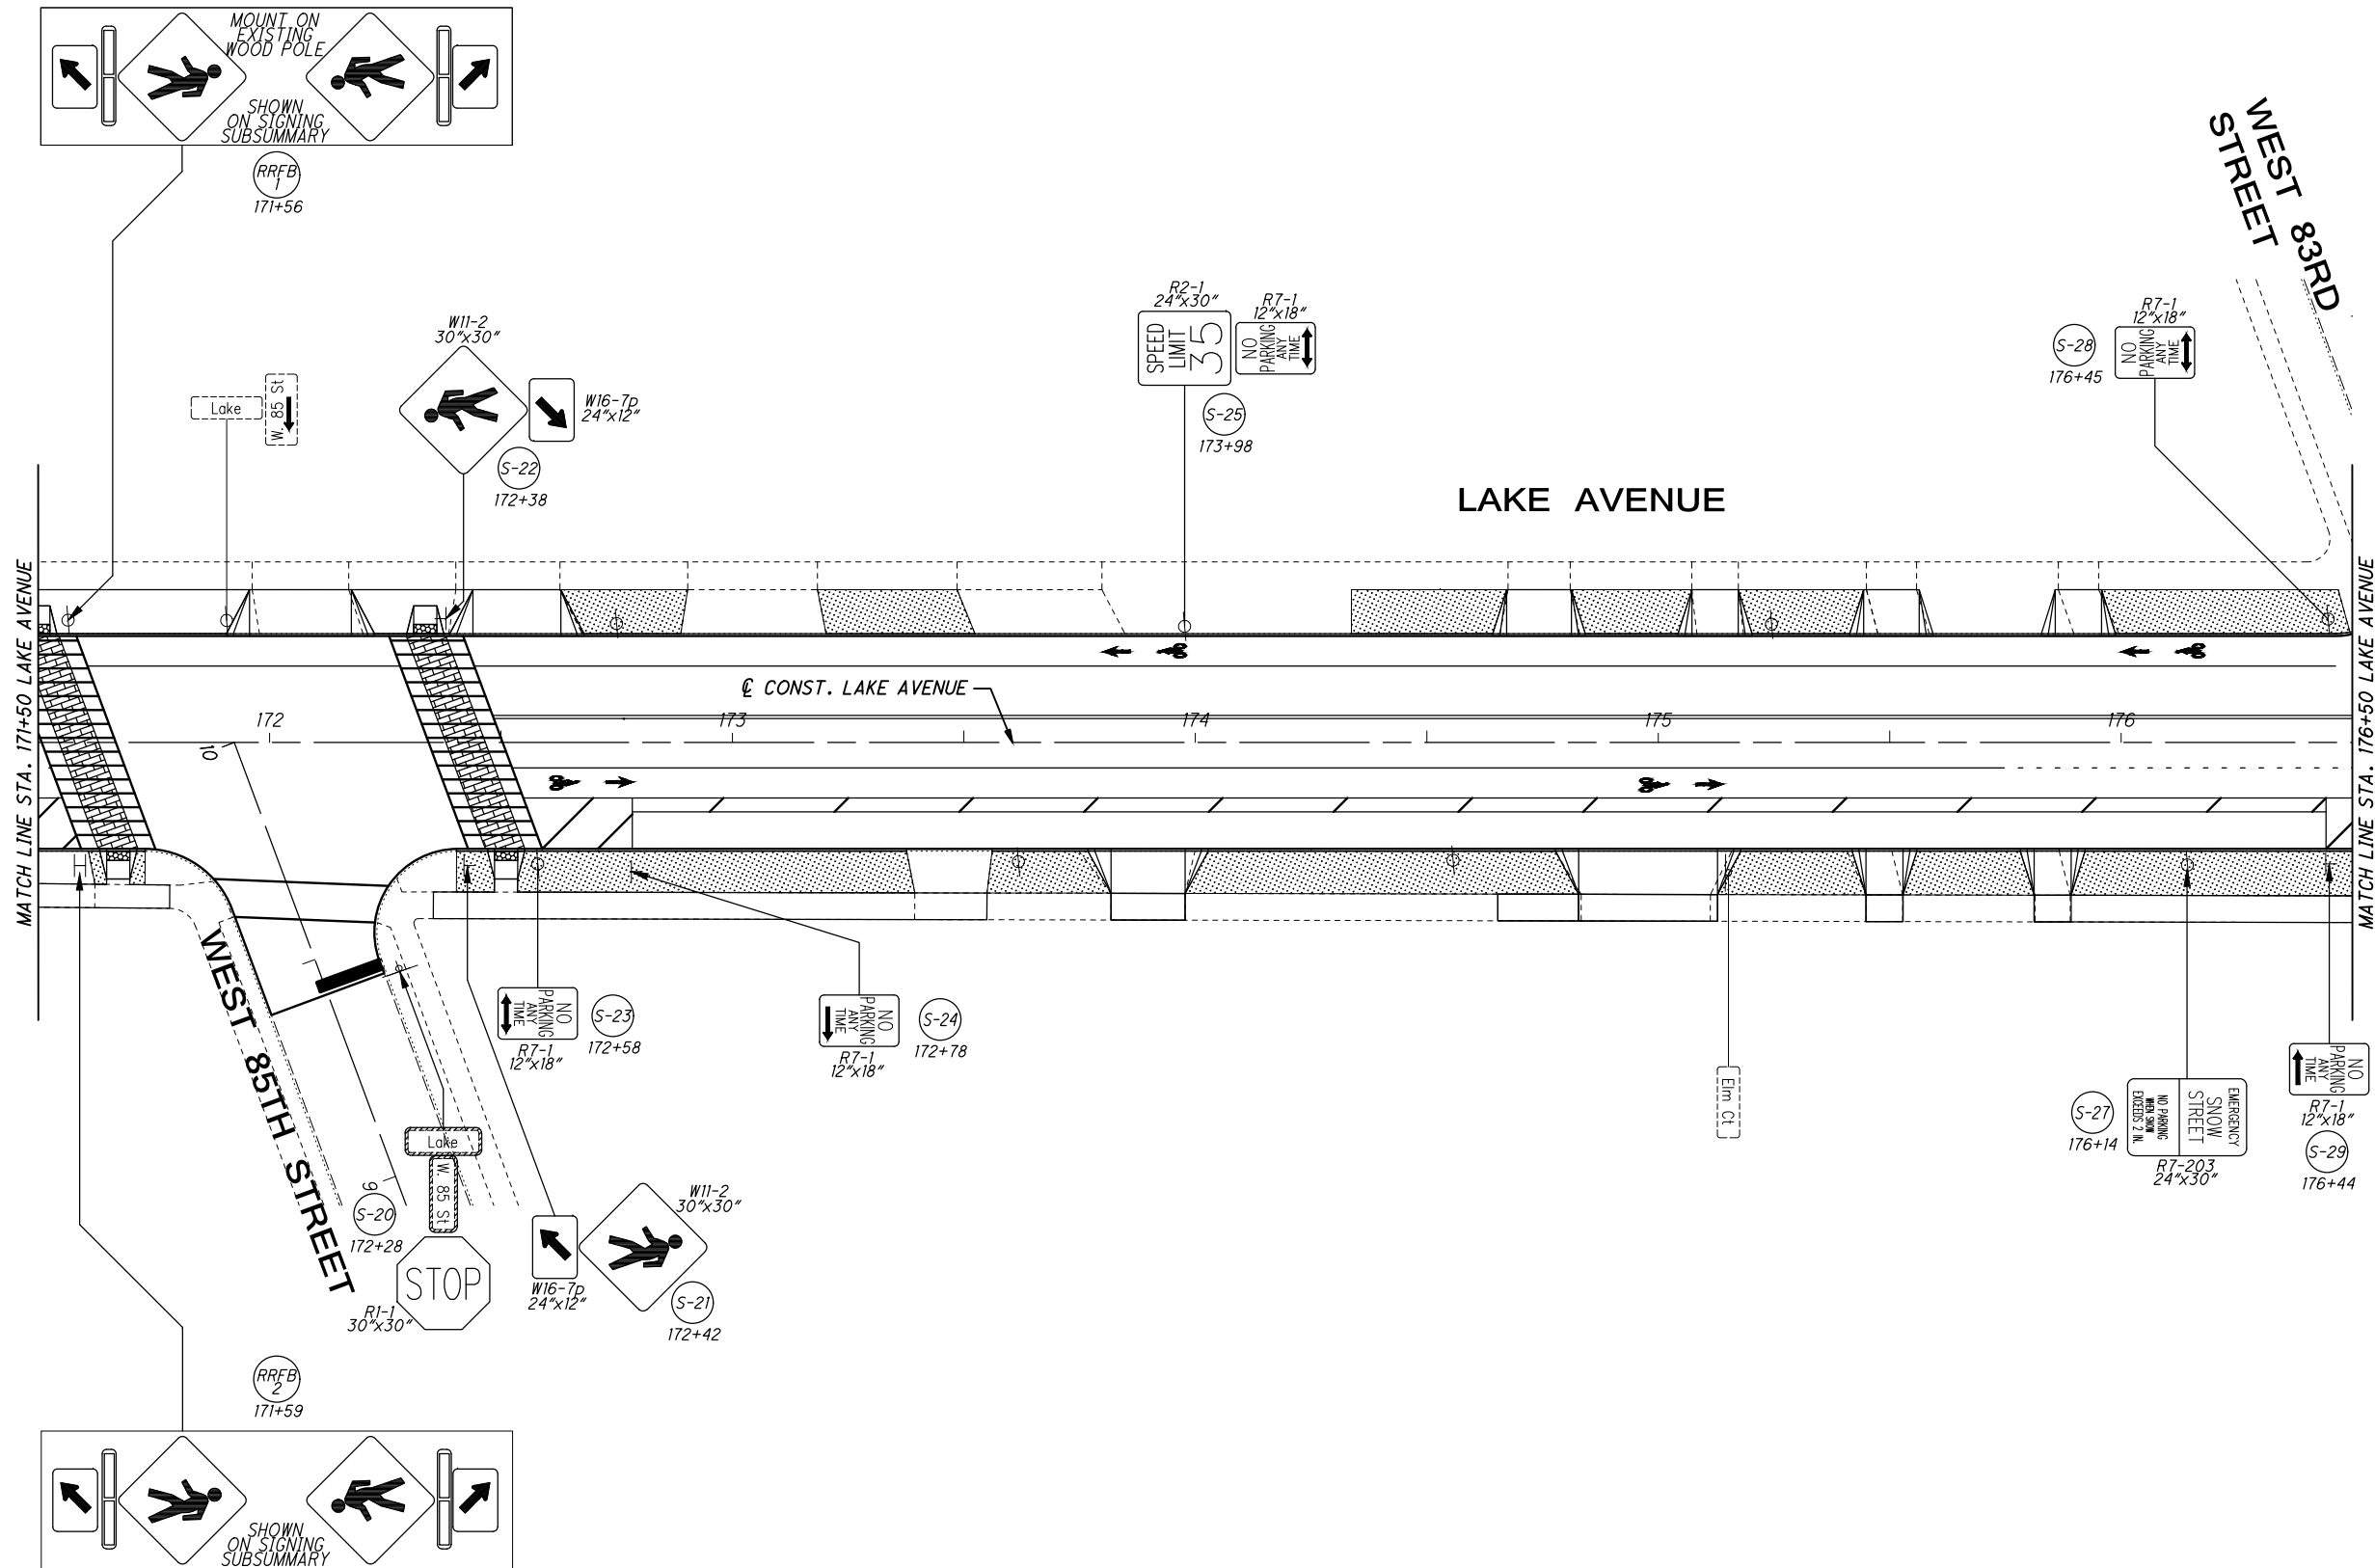 MOUNT ON
EXISTING
WOOD POLE
SHOWN
ON SIGNING
SUBSUMMARY
RRFB
1
171+56
WEST 83RD
STREET
Lake
W. 85 St
W11-2
30"x30"
W16-7p
24"x12"
S-22
172+38
R2-1
24"x30"
SPEED
LIMIT
35
R7-1
12"x18"
NO
PARKING
ANY
TIME
S-25
173+98
R7-1
12"x18"
NO
PARKING
ANY
TIME
S-28
176+45
LAKE AVENUE
MATCH LINE STA. 171+50 LAKE AVENUE
MATCH LINE STA. 176+50 LAKE AVENUE
℄ CONST. LAKE AVENUE
172
173
174
175
176
10
9
WEST 85TH STREET
NO
PARKING
ANY
TIME
R7-1
12"x18"
S-23
172+58
NO
PARKING
ANY
TIME
R7-1
12"x18"
S-24
172+78
Elm Ct
S-27
176+14
EMERGENCY
SNOW
STREET
NO PARKING
WHEN SNOW
EXCEEDS 2 IN.
R7-203
24"x30"
NO
PARKING
ANY
TIME
R7-1
12"x18"
S-29
176+44
Lake
W. 85 St
S-20
172+28
STOP
R1-1
30"x30"
W11-2
30"x30"
W16-7p
24"x12"
S-21
172+42
RRFB
2
171+59
SHOWN
ON SIGNING
SUBSUMMARY